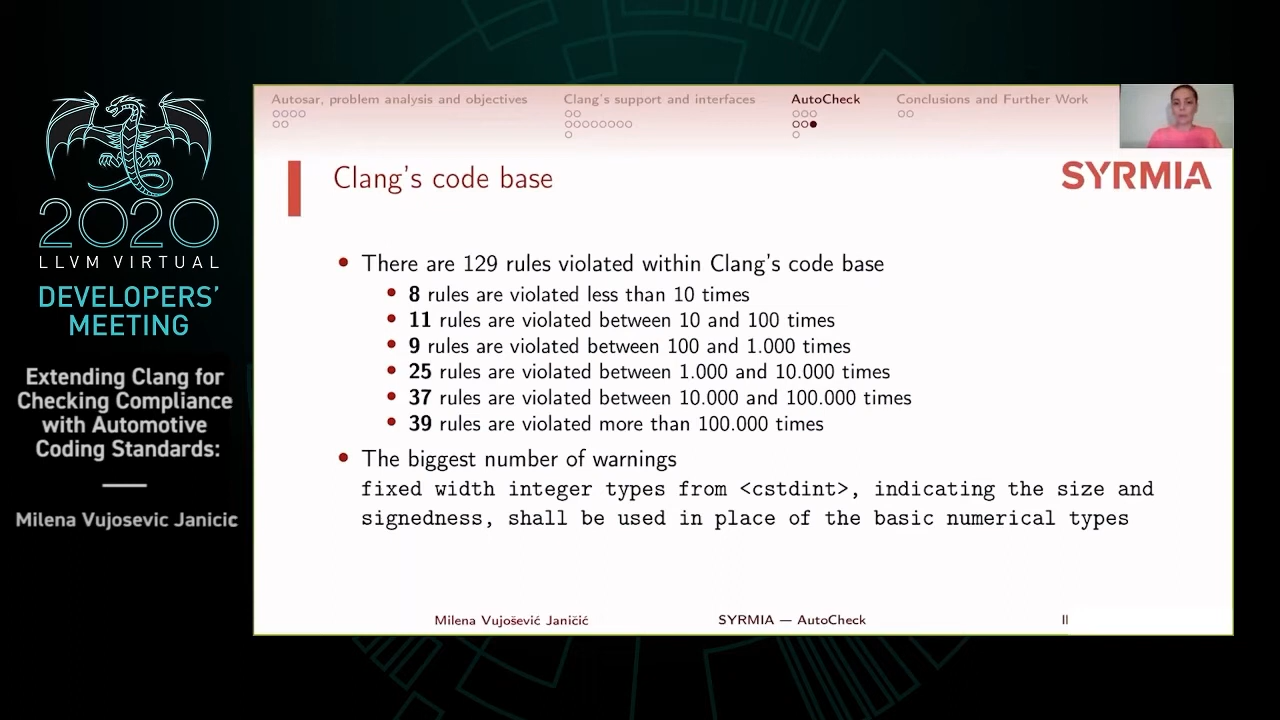 2020
LLVM VIRTUAL
DEVELOPERS'
MEETING
Extending Clang for
Checking Compliance
with Automotive
Coding Standards:
Milena Vujosevic Janicic
Autosar, problem analysis and objectives
Clang's support and interfaces
AutoCheck
Conclusions and Further Work
Clang's code base
SYRMIA
There are 129 rules violated within Clang's code base
8 rules are violated less than 10 times
11 rules are violated between 10 and 100 times
9 rules are violated between 100 and 1.000 times
25 rules are violated between 1.000 and 10.000 times
37 rules are violated between 10.000 and 100.000 times
39 rules are violated more than 100.000 times
The biggest number of warnings
fixed width integer types from <cstdint>, indicating the size and
signedness, shall be used in place of the basic numerical types
Milena Vujošević Janičić
SYRMIA — AutoCheck